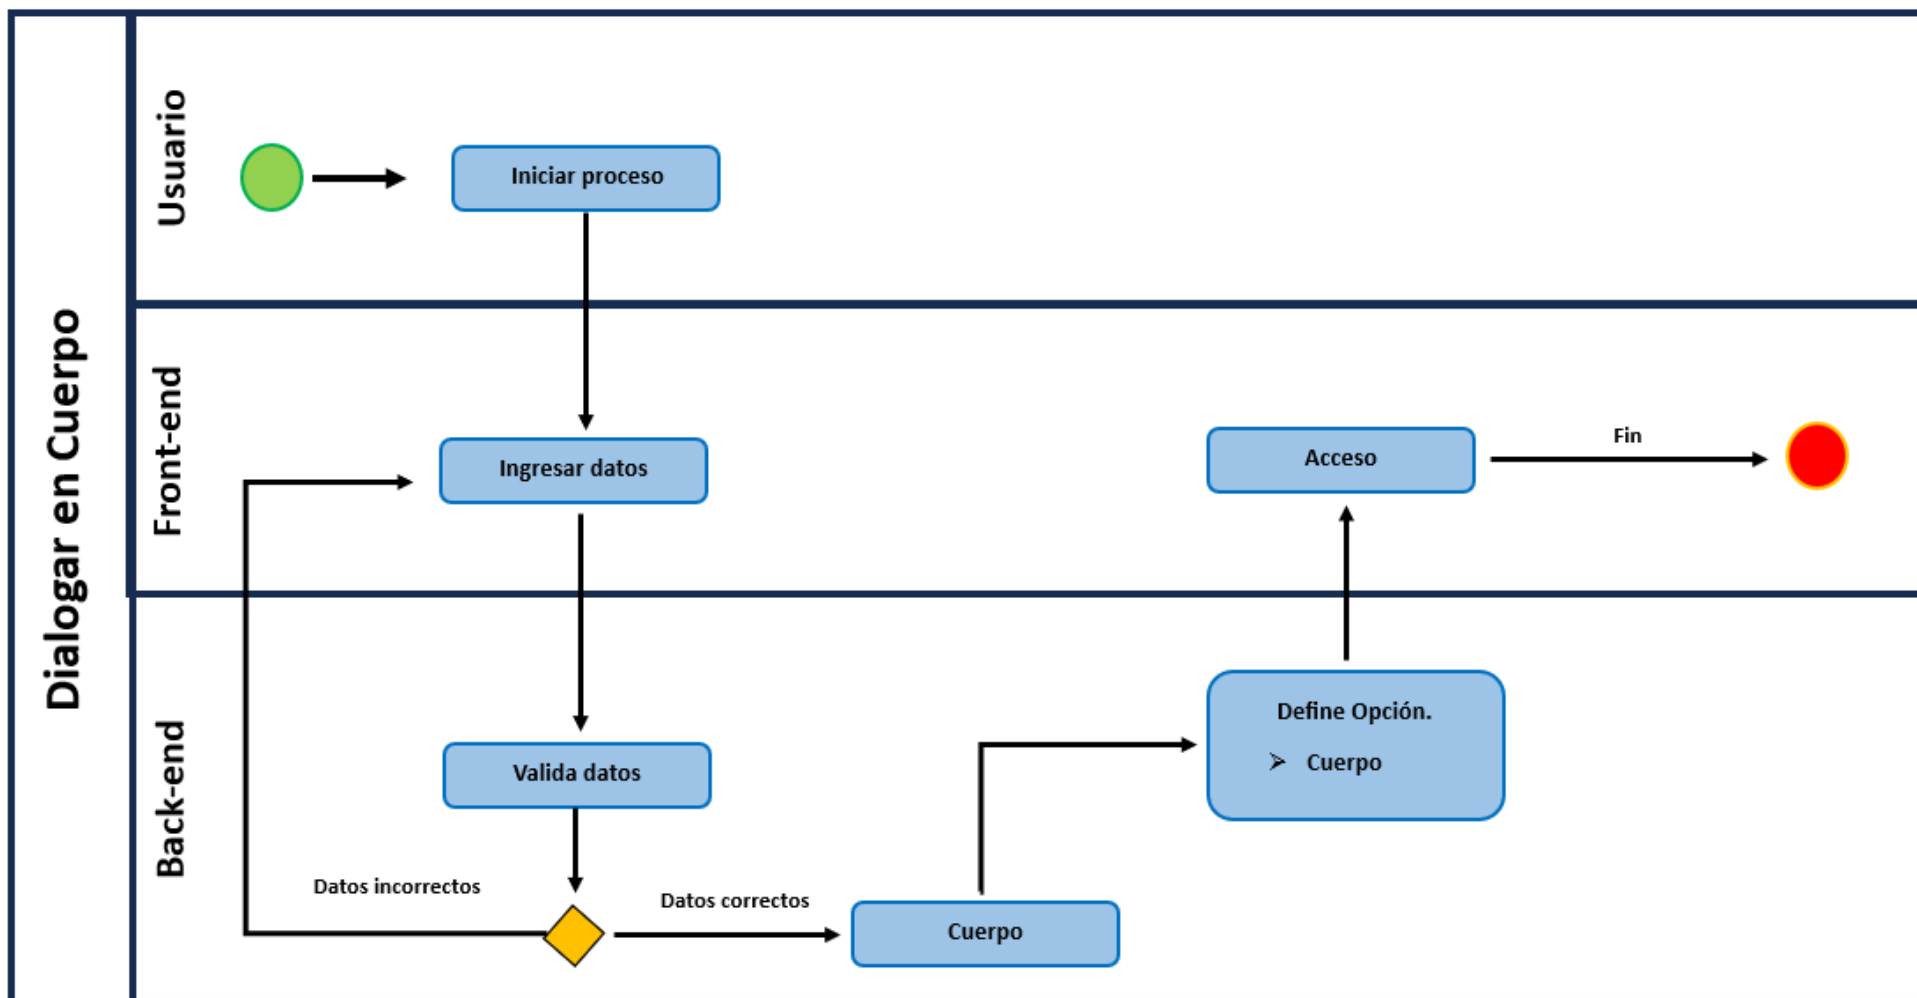 Dialogar en Cuerpo
Usuario
Iniciar proceso
Front-end
Ingresar datos
Acceso
Fin
Back-end
Valida datos
Define Opción.
➢ Cuerpo
Datos incorrectos
Datos correctos
Cuerpo